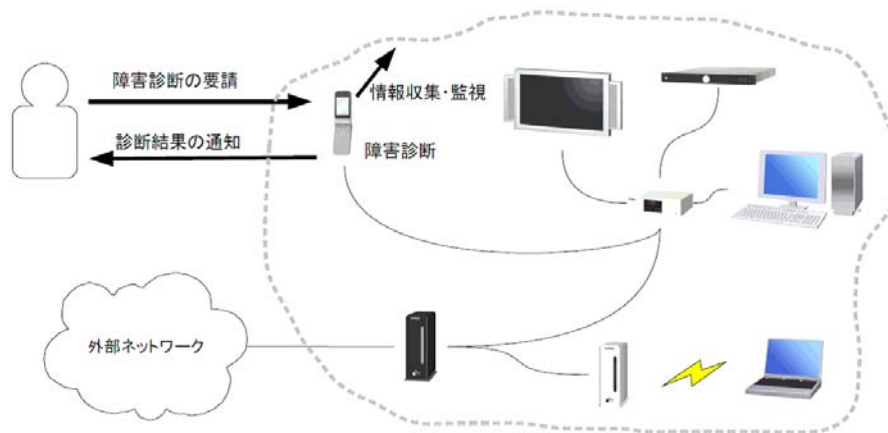 障害診断の要請
情報収集・監視
診断結果の通知
障害診断
外部ネットワーク